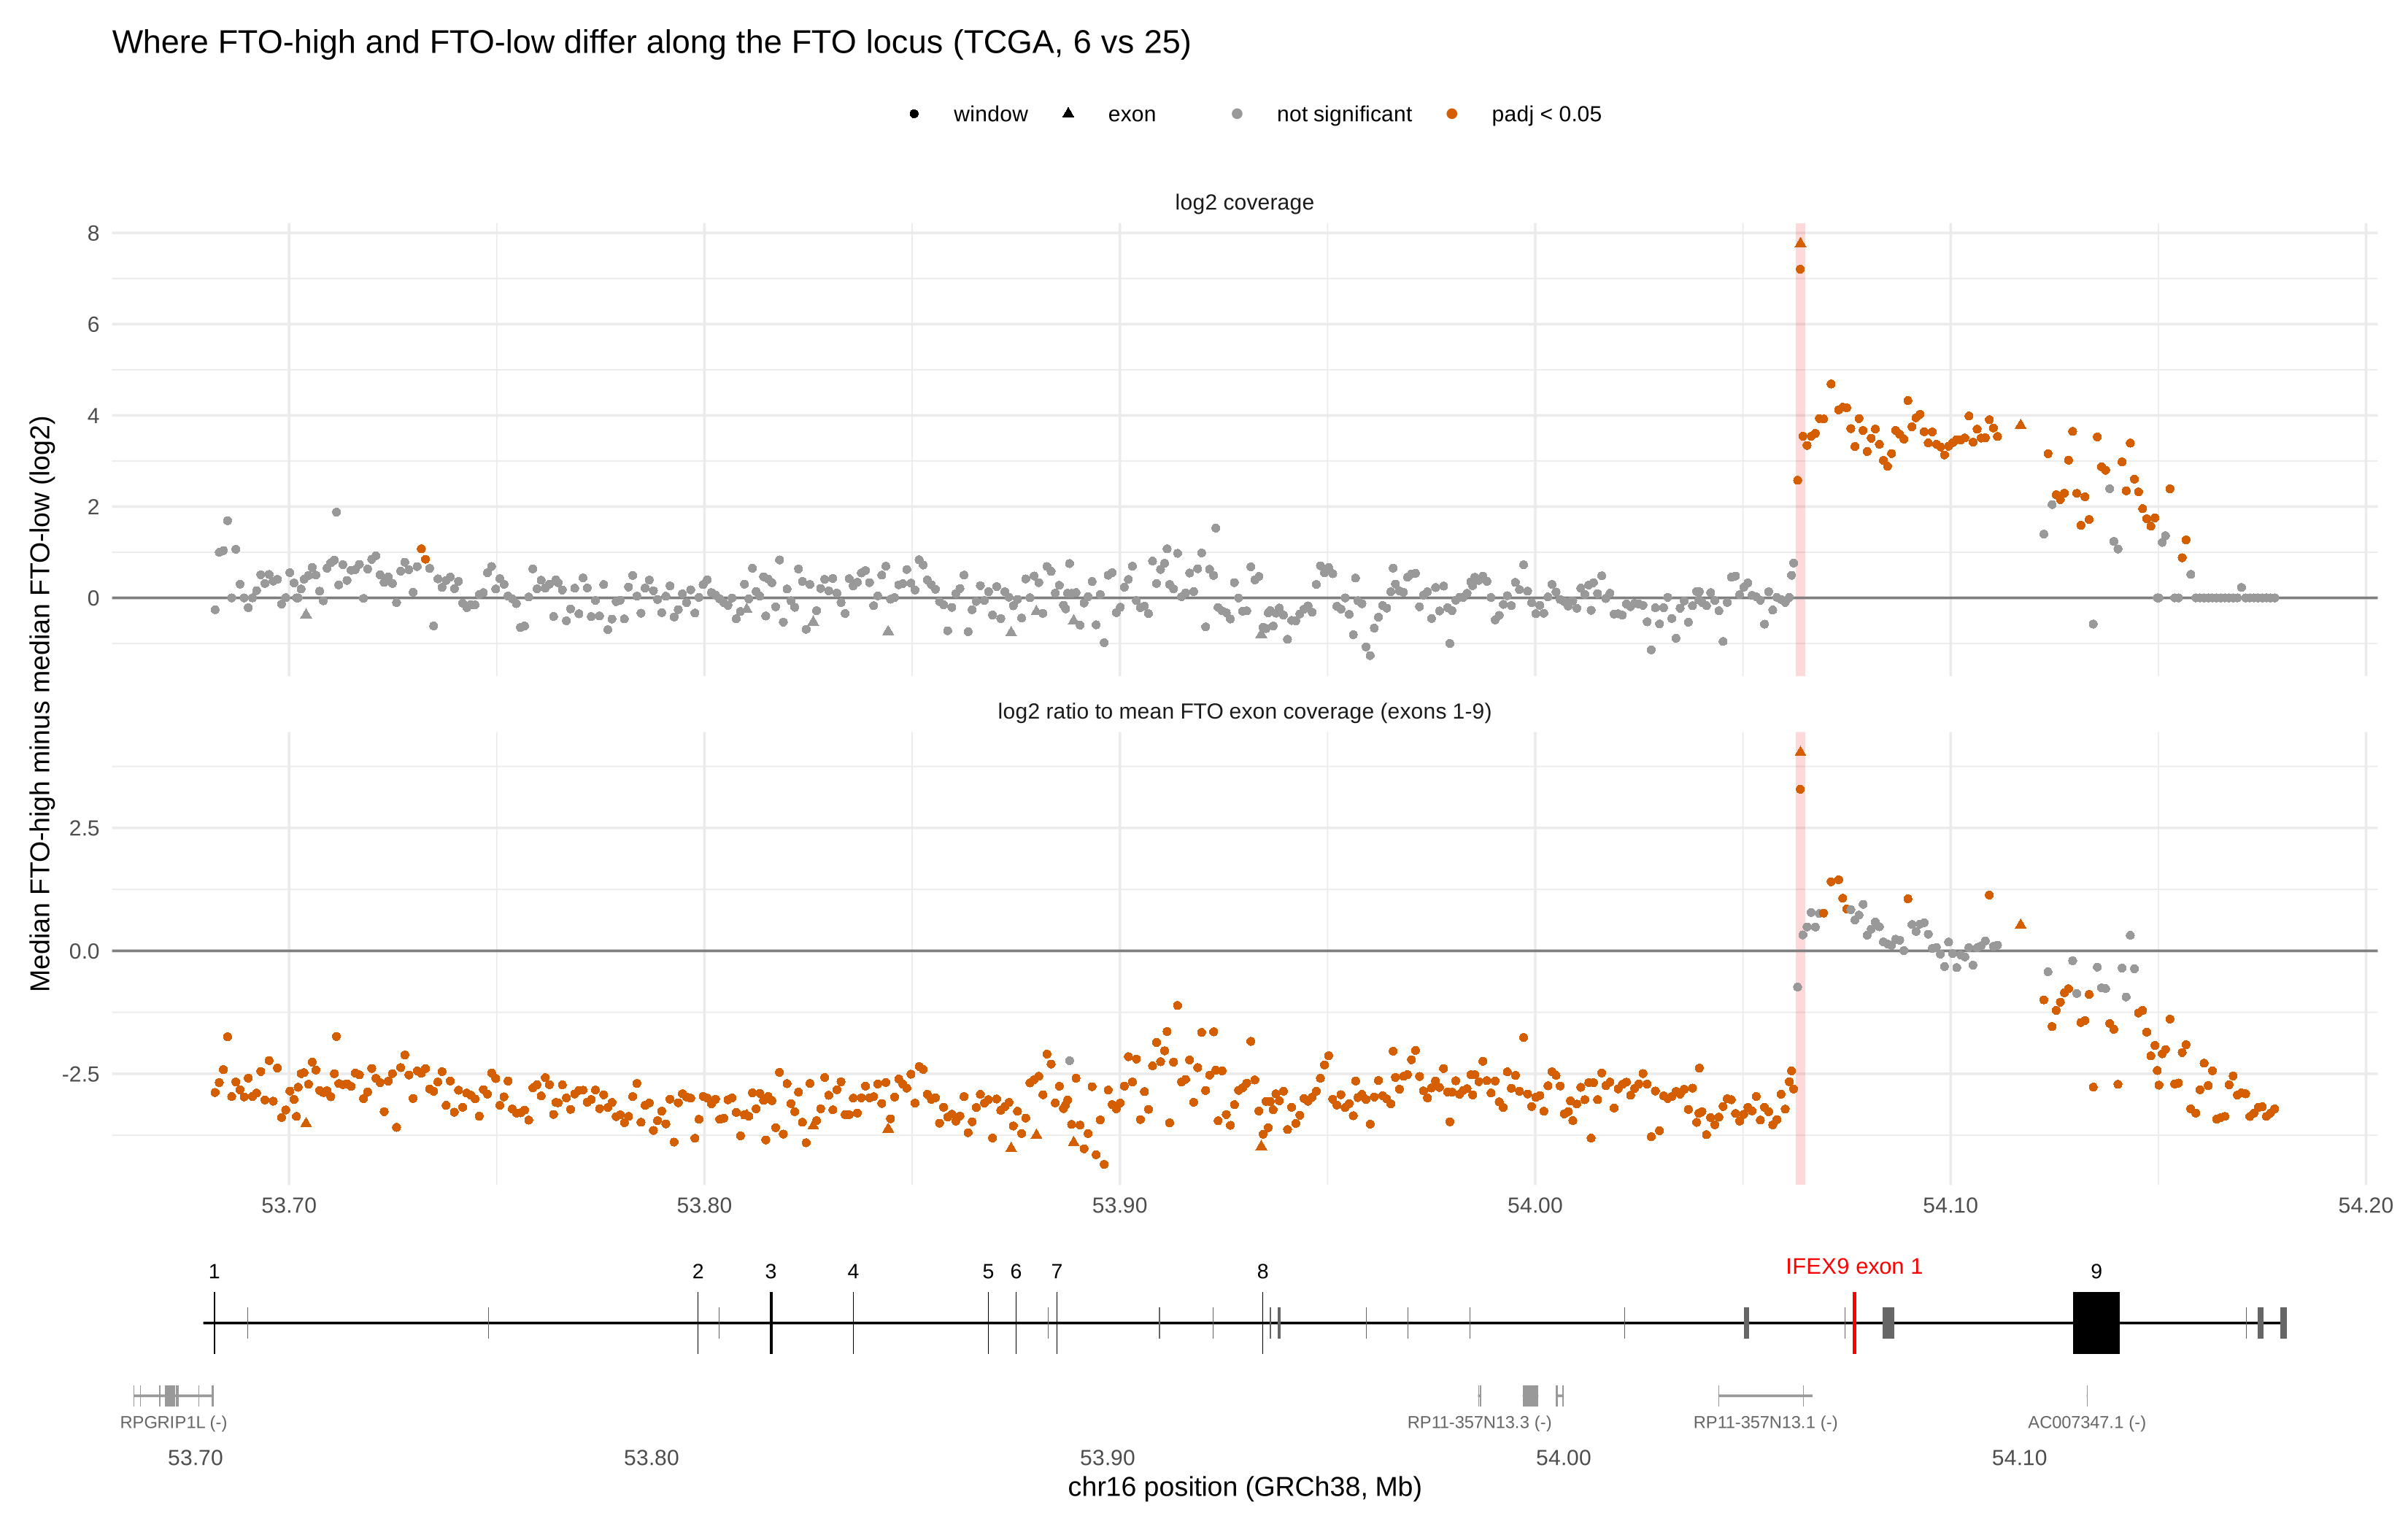 Where FTO-high and FTO-low differ along the FTO locus (TCGA, 6 vs 25)
window exon not significant padj < 0.05
log2 coverage
8
6
4
2
0
Median FTO-high minus median FTO-low (log2)
log2 ratio to mean FTO exon coverage (exons 1-9)
2.5
0.0
-2.5
53.70 53.80 53.90 54.00 54.10 54.20
1 2 3 4 5 6 7 8 IFEX9 exon 1 9
RPGRIP1L (-) RP11-357N13.3 (-) RP11-357N13.1 (-) AC007347.1 (-)
53.70 53.80 53.90 54.00 54.10
chr16 position (GRCh38, Mb)